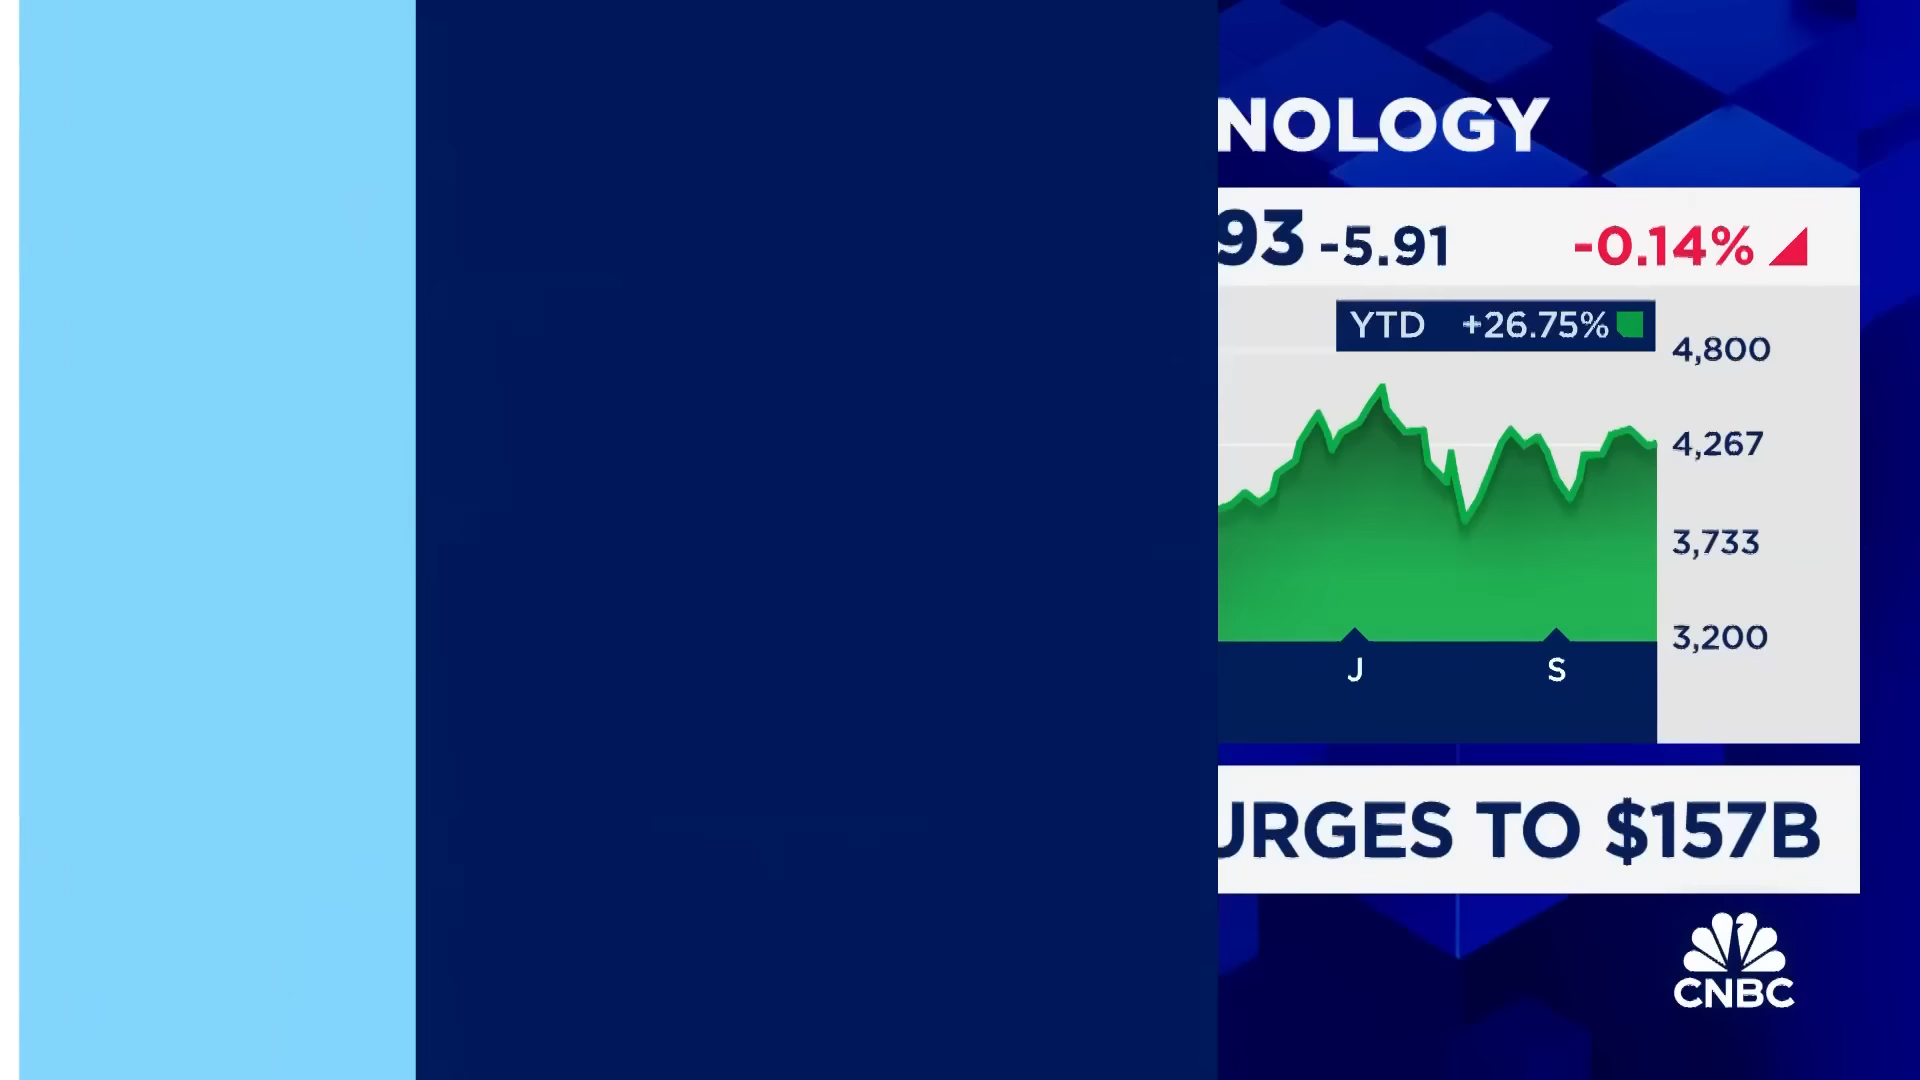 NOLOGY
93 -5.91 -0.14%
YTD +26.75%
4,800
4,267
3,733
3,200
J S
URGES TO $157B
CNBC